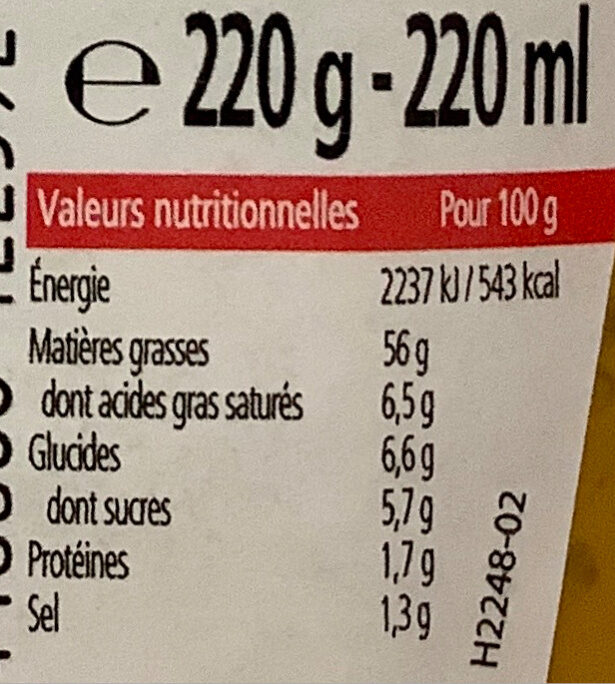 ℮ 220 g - 220 ml
Valeurs nutritionnelles Pour 100 g
Énergie 2237 kJ / 543 kcal
Matières grasses 56 g
dont acides gras saturés 6,5 g
Glucides 6,6 g
dont sucres 5,7 g
Protéines 1,7 g
Sel 1,3 g
H2248-02